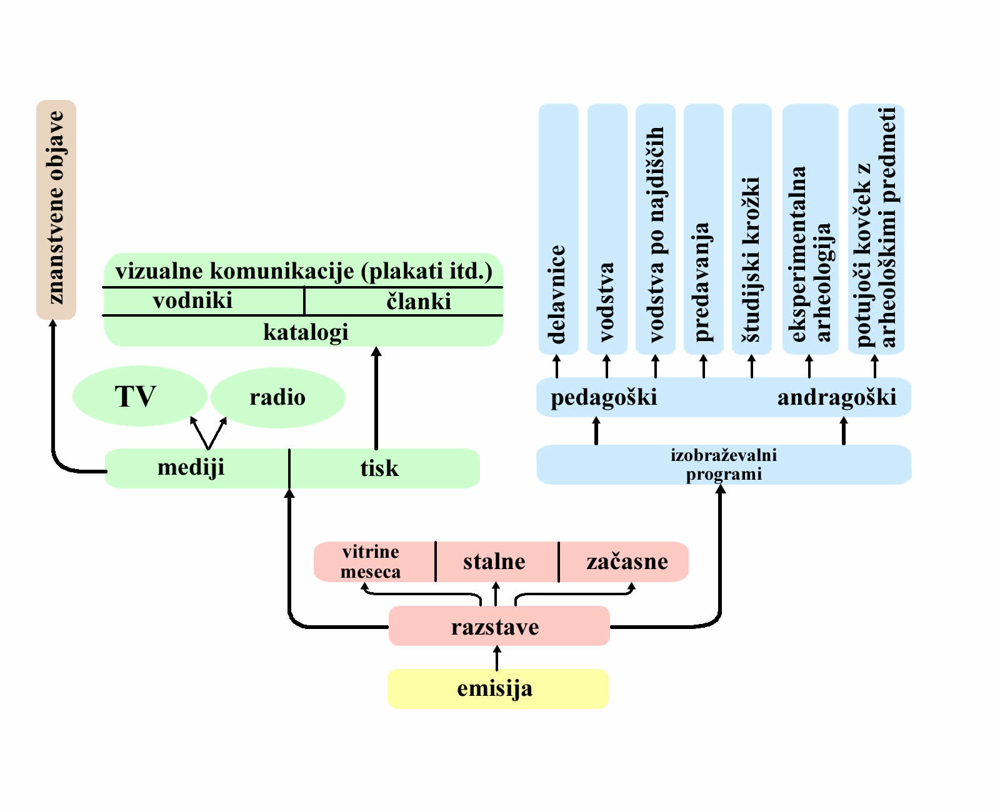 znanstvene objave
vizualne komunikacije (plakati itd.)
vodniki
članki
katalogi
TV
radio
mediji
tisk
delavnice
vodstva
vodstva po najdiščih
predavanja
študijski krožki
eksperimentalna
arheologija
potujoči kovček z
arheološkimi predmeti
pedagoški
andragoški
izobraževalni
programi
vitrine
meseca
stalne
začasne
razstave
emisija